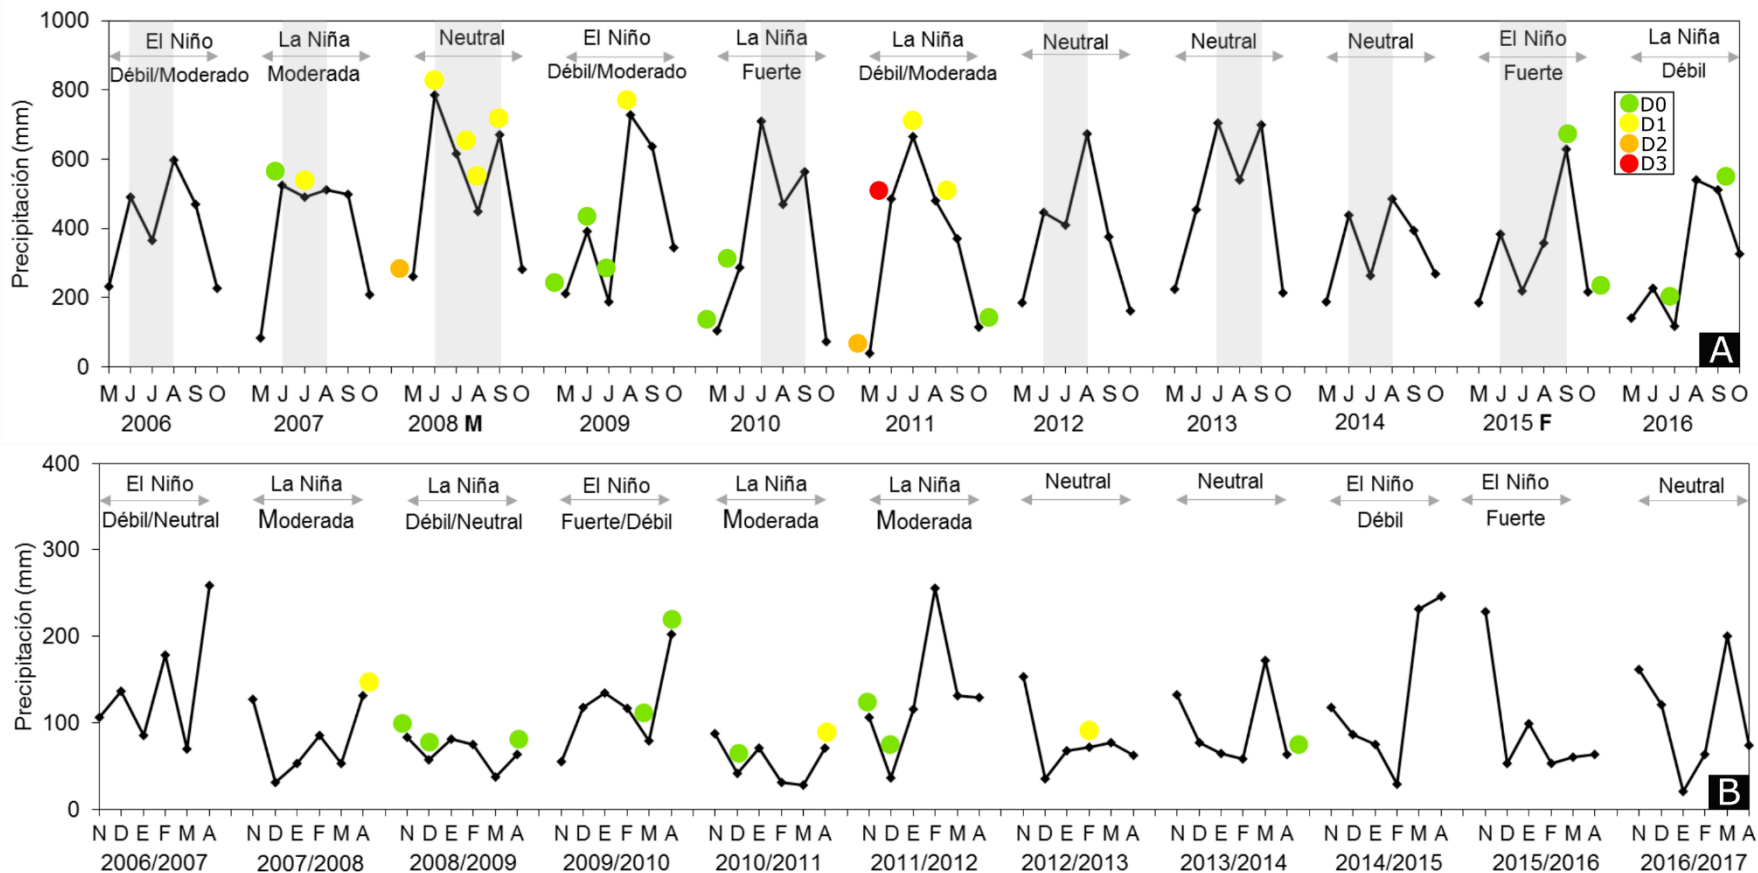 1000
800
600
400
200
0
Precipitación (mm)
El Niño La Niña Neutral El Niño La Niña La Niña Neutral Neutral Neutral El Niño La Niña
Débil/Moderado Moderada Débil/Moderado Fuerte Débil/Moderada Fuerte Débil
D0
D1
D2
D3
A
M J J A S O M J J A S O M J J A S O M J J A S O M J J A S O M J J A S O M J J A S O M J J A S O M J J A S O M J J A S O M J J A S O
2006 2007 2008 M 2009 2010 2011 2012 2013 2014 2015 F 2016
400
300
200
100
0
Precipitación (mm)
El Niño La Niña La Niña El Niño La Niña La Niña Neutral Neutral El Niño El Niño Neutral
Débil/Neutral Moderada Débil/Neutral Fuerte/Débil Moderada Moderada Débil Fuerte
B
N D E F M A N D E F M A N D E F M A N D E F M A N D E F M A N D E F M A N D E F M A N D E F M A N D E F M A N D E F M A N D E F M A
2006/2007 2007/2008 2008/2009 2009/2010 2010/2011 2011/2012 2012/2013 2013/2014 2014/2015 2015/2016 2016/2017